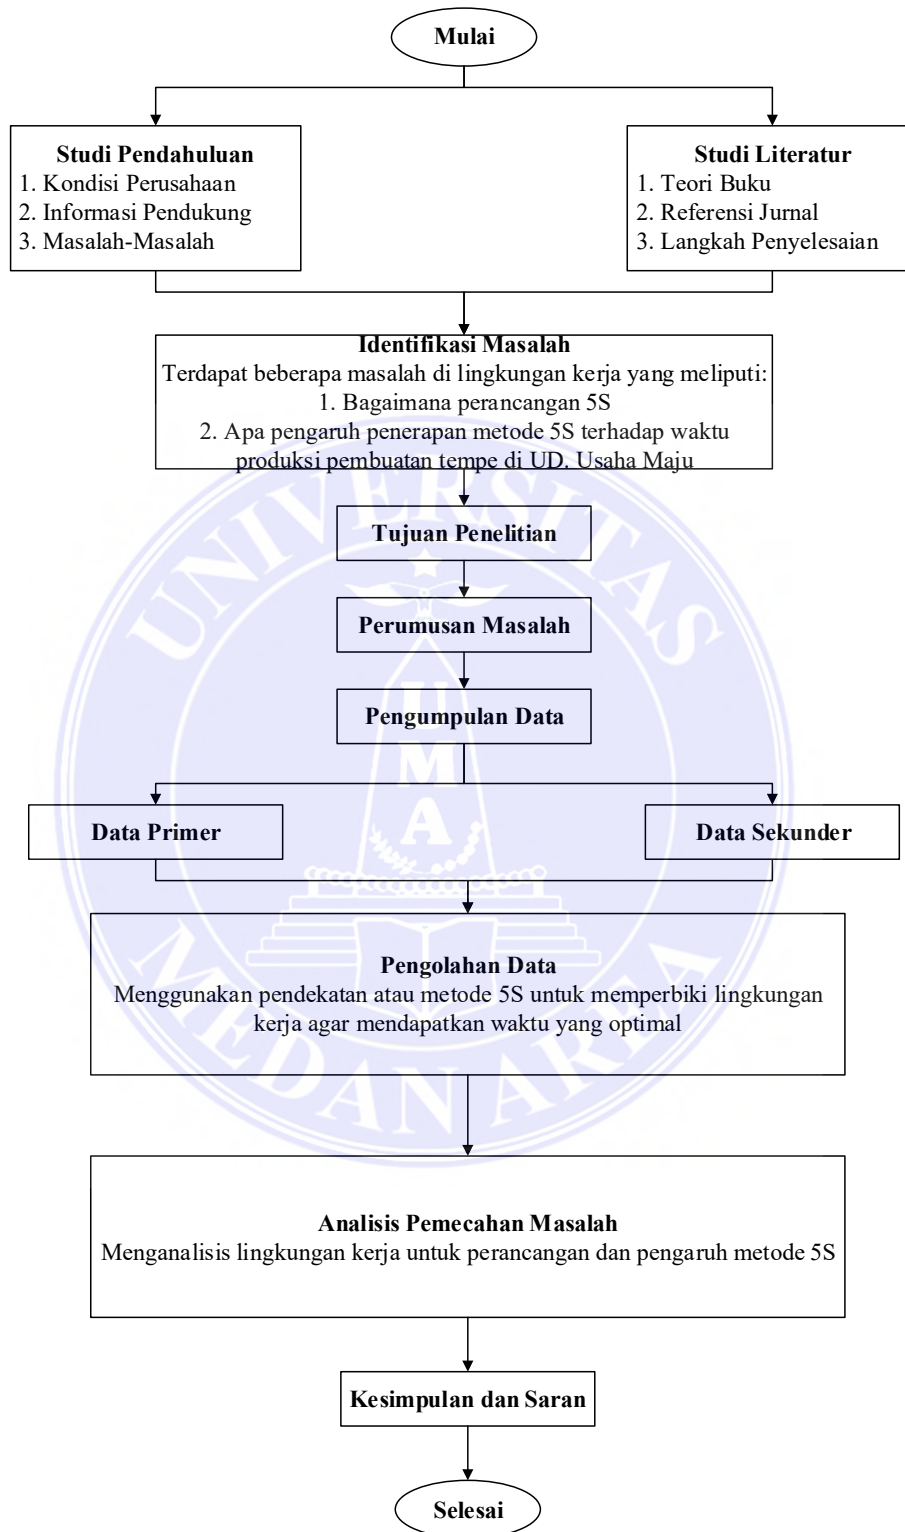 Mulai
Studi Pendahuluan
1. Kondisi Perusahaan
2. Informasi Pendukung
3. Masalah-Masalah
Studi Literatur
1. Teori Buku
2. Referensi Jurnal
3. Langkah Penyelesaian
Identifikasi Masalah
Terdapat beberapa masalah di lingkungan kerja yang meliputi:
1. Bagaimana perancangan 5S
2. Apa pengaruh penerapan metode 5S terhadap waktu
produksi pembuatan tempe di UD. Usaha Maju
Tujuan Penelitian
Perumusan Masalah
Pengumpulan Data
Data Primer
Data Sekunder
Pengolahan Data
Menggunakan pendekatan atau metode 5S untuk memperbiki lingkungan
kerja agar mendapatkan waktu yang optimal
Analisis Pemecahan Masalah
Menganalisis lingkungan kerja untuk perancangan dan pengaruh metode 5S
Kesimpulan dan Saran
Selesai
UNIVERSITAS
U
M
A
MEDAN AREA